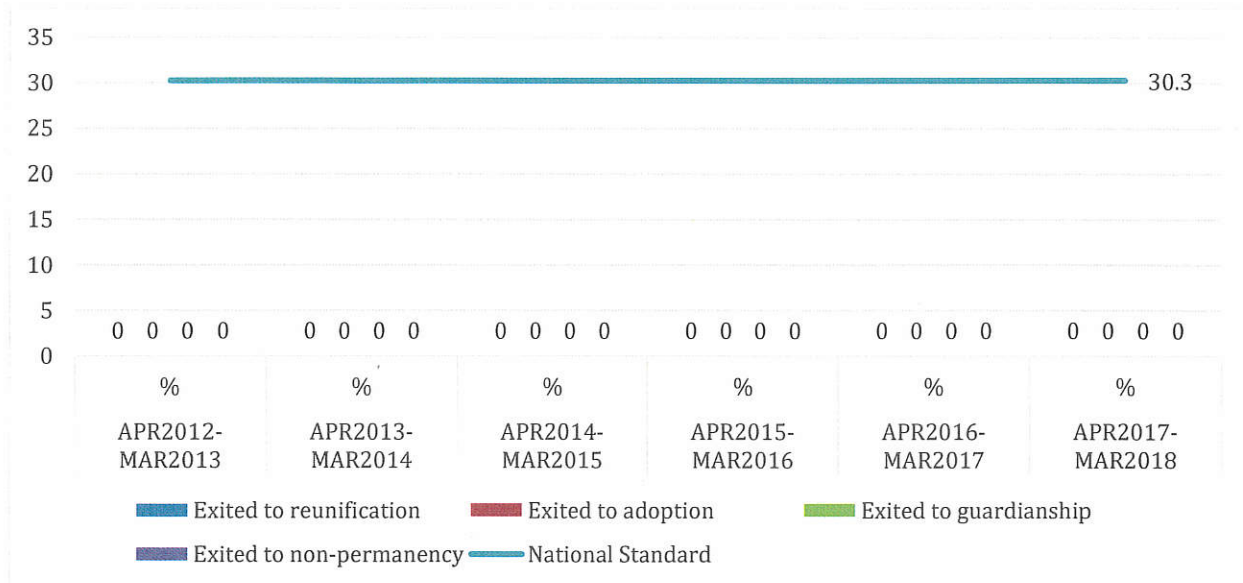 35
30
30.3
25
20
15
10
5
0 0 0 0 0 0 0 0 0 0 0 0 0 0 0 0 0 0 0 0 0 0 0 0
0
% % % % % %
APR2012- APR2013- APR2014- APR2015- APR2016- APR2017-
MAR2013 MAR2014 MAR2015 MAR2016 MAR2017 MAR2018
Exited to reunification Exited to adoption Exited to guardianship
Exited to non-permanency National Standard